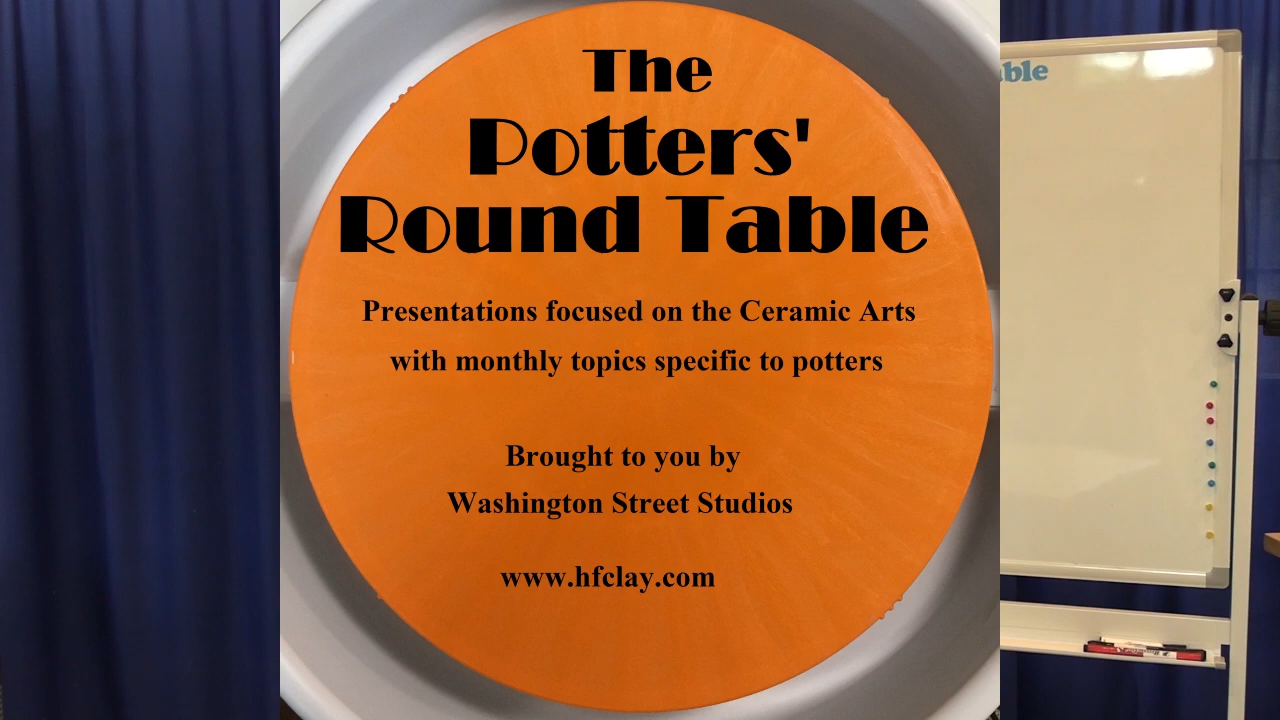 The
Potters'
Round Table
Presentations focused on the Ceramic Arts
with monthly topics specific to potters
Brought to you by
Washington Street Studios
www.hfclay.com